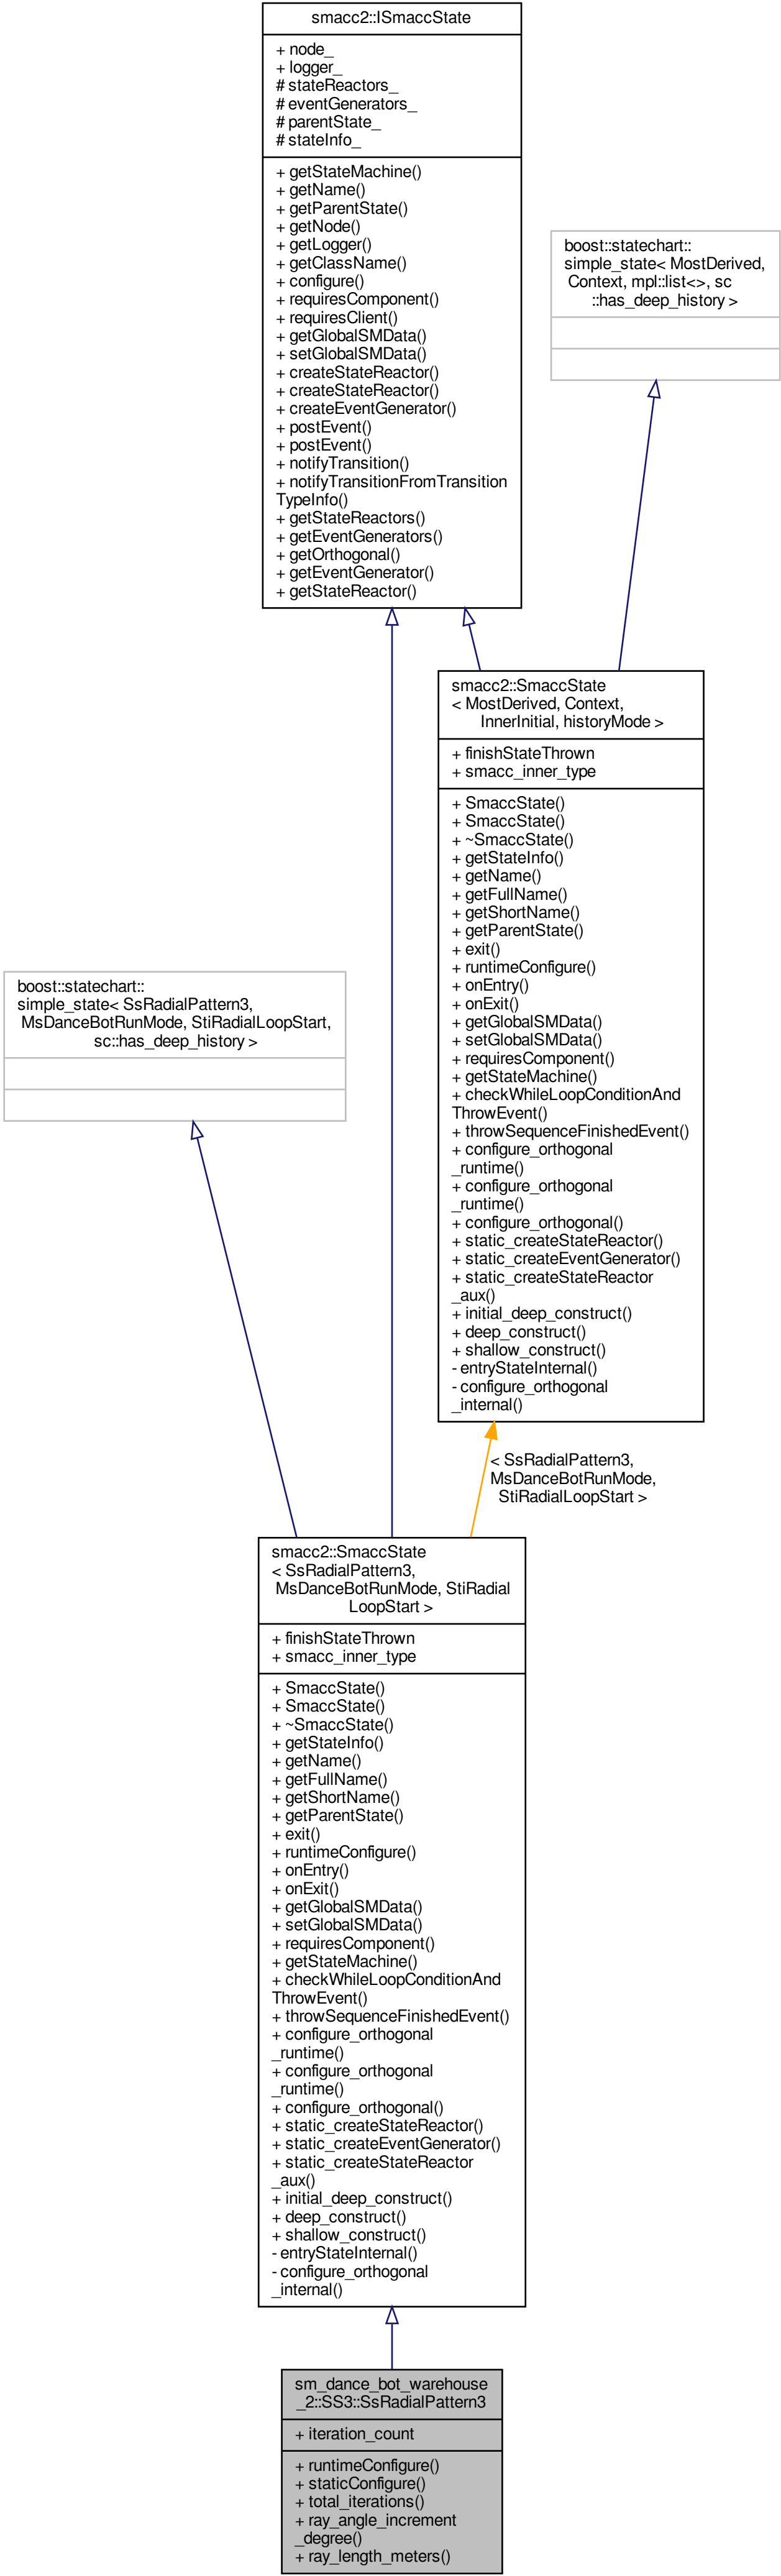 smacc2::ISmaccState
+ node_
+ logger_
# stateReactors_
# eventGenerators_
# parentState_
# stateInfo_
+ getStateMachine()
+ getName()
+ getParentState()
+ getNode()
+ getLogger()
+ getClassName()
+ configure()
+ requiresComponent()
+ requiresClient()
+ getGlobalSMData()
+ setGlobalSMData()
+ createStateReactor()
+ createStateReactor()
+ createEventGenerator()
+ postEvent()
+ postEvent()
+ notifyTransition()
+ notifyTransitionFromTransition
TypeInfo()
+ getStateReactors()
+ getEventGenerators()
+ getOrthogonal()
+ getEventGenerator()
+ getStateReactor()
boost::statechart::
simple_state< MostDerived,
Context, mpl::list<>, sc
::has_deep_history >
smacc2::SmaccState
< MostDerived, Context,
InnerInitial, historyMode >
+ finishStateThrown
+ smacc_inner_type
+ SmaccState()
+ SmaccState()
+ ~SmaccState()
+ getStateInfo()
+ getName()
+ getFullName()
+ getShortName()
+ getParentState()
+ exit()
+ runtimeConfigure()
+ onEntry()
+ onExit()
+ getGlobalSMData()
+ setGlobalSMData()
+ requiresComponent()
+ getStateMachine()
+ checkWhileLoopConditionAnd
ThrowEvent()
+ throwSequenceFinishedEvent()
+ configure_orthogonal
_runtime()
+ configure_orthogonal
_runtime()
+ configure_orthogonal()
+ static_createStateReactor()
+ static_createEventGenerator()
+ static_createStateReactor
_aux()
+ initial_deep_construct()
+ deep_construct()
+ shallow_construct()
- entryStateInternal()
- configure_orthogonal
_internal()
boost::statechart::
simple_state< SsRadialPattern3,
MsDanceBotRunMode, StiRadialLoopStart,
sc::has_deep_history >
< SsRadialPattern3,
MsDanceBotRunMode,
StiRadialLoopStart >
smacc2::SmaccState
< SsRadialPattern3,
MsDanceBotRunMode, StiRadial
LoopStart >
+ finishStateThrown
+ smacc_inner_type
+ SmaccState()
+ SmaccState()
+ ~SmaccState()
+ getStateInfo()
+ getName()
+ getFullName()
+ getShortName()
+ getParentState()
+ exit()
+ runtimeConfigure()
+ onEntry()
+ onExit()
+ getGlobalSMData()
+ setGlobalSMData()
+ requiresComponent()
+ getStateMachine()
+ checkWhileLoopConditionAnd
ThrowEvent()
+ throwSequenceFinishedEvent()
+ configure_orthogonal
_runtime()
+ configure_orthogonal
_runtime()
+ configure_orthogonal()
+ static_createStateReactor()
+ static_createEventGenerator()
+ static_createStateReactor
_aux()
+ initial_deep_construct()
+ deep_construct()
+ shallow_construct()
- entryStateInternal()
- configure_orthogonal
_internal()
sm_dance_bot_warehouse
_2::SS3::SsRadialPattern3
+ iteration_count
+ runtimeConfigure()
+ staticConfigure()
+ total_iterations()
+ ray_angle_increment
_degree()
+ ray_length_meters()